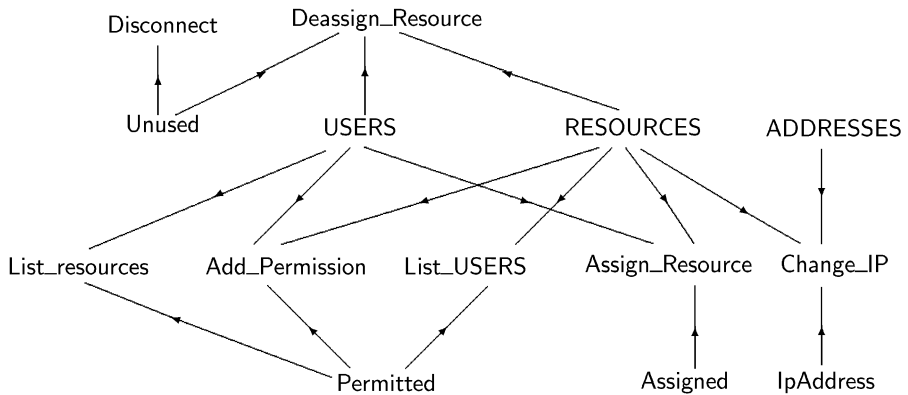 Disconnect
Deassign_Resource
Unused
USERS
RESOURCES
ADDRESSES
List_resources
Add_Permission
List_USERS
Assign_Resource
Change_IP
Permitted
Assigned
IpAddress